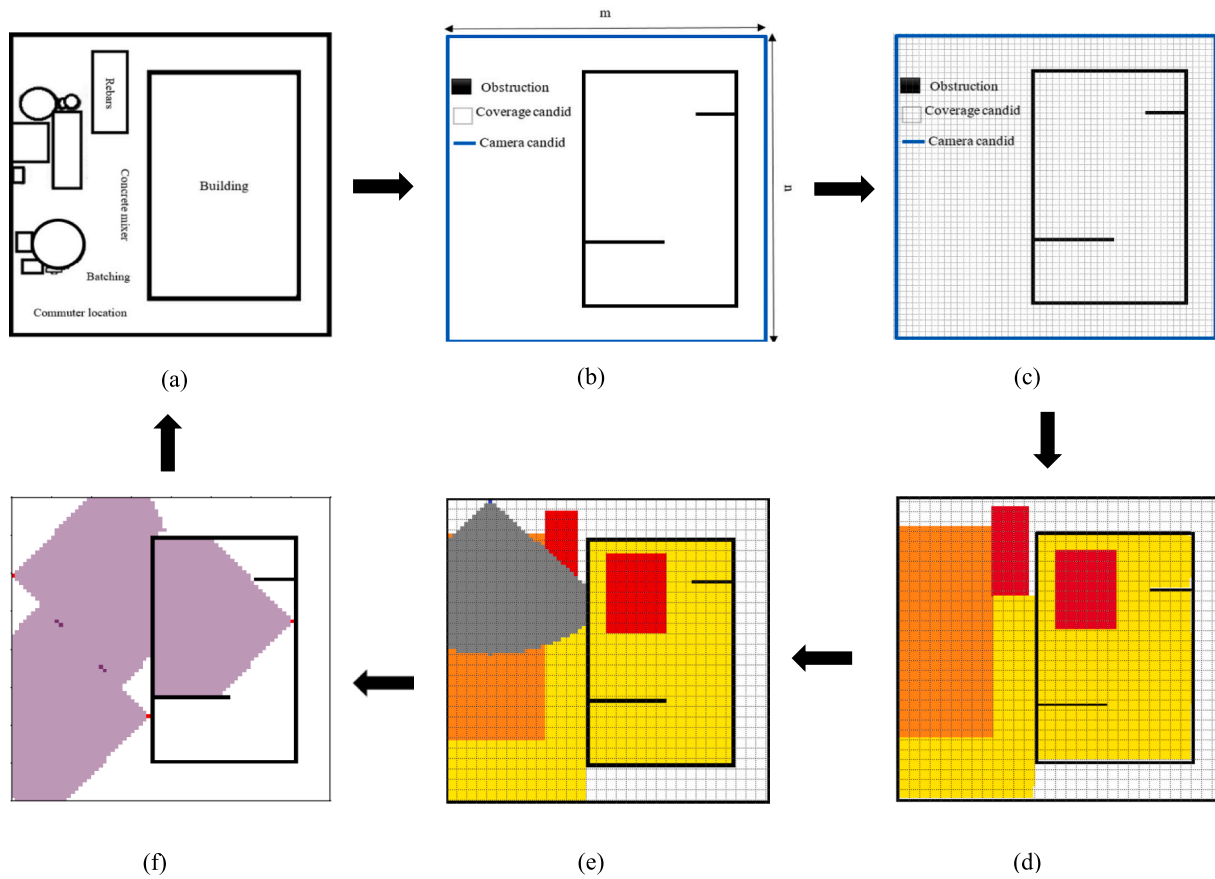 Rebars
Building
Concrete mixer
Batching
Commuter location
(a)
m
n
Obstruction
Coverage candid
Camera candid
(b)
Obstruction
Coverage candid
Camera candid
(c)
(f)
(e)
(d)